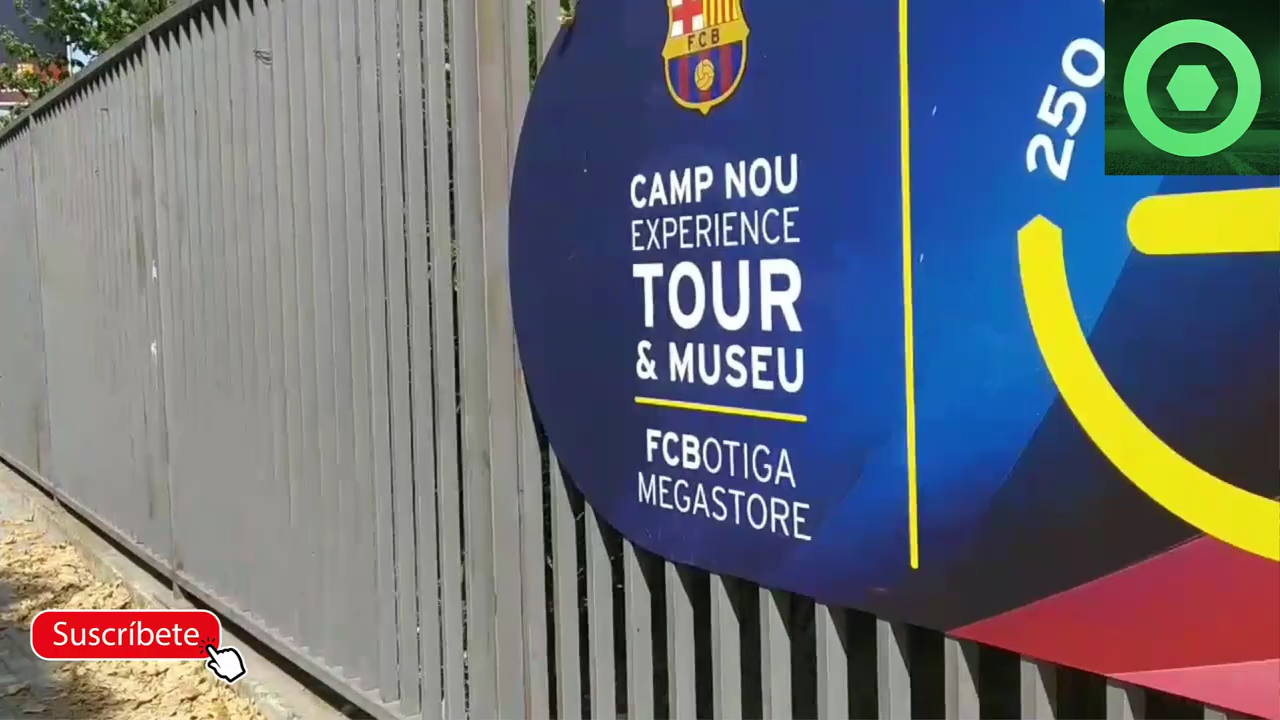 FCB
CAMP NOU
EXPERIENCE
TOUR
& MUSEU
FCBOTIGA
MEGASTORE
250
Suscríbete